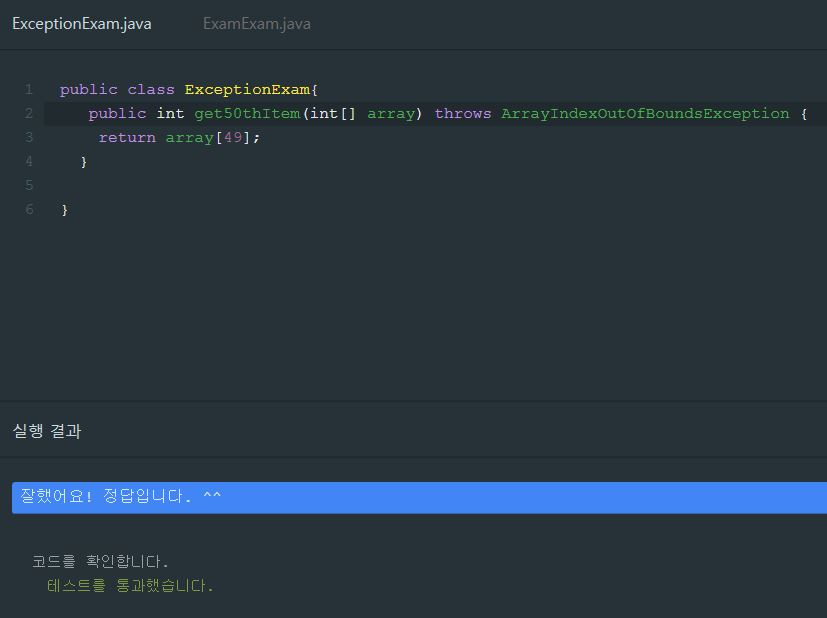 ExceptionExam.java ExamExam.java
1 public class ExceptionExam{
2 public int get50thItem(int[] array) throws ArrayIndexOutOfBoundsException {
3 return array[49];
4 }
5
6 }
실행 결과
잘했어요! 정답입니다. ^^
코드를 확인합니다.
테스트를 통과했습니다.